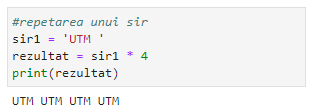 #repetarea unui sir
sir1 = 'UTM '
rezultat = sir1 * 4
print(rezultat)
UTM UTM UTM UTM